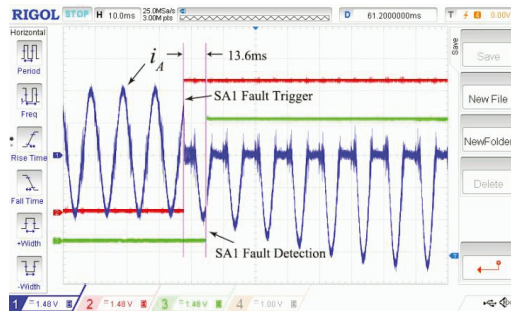 RIGOL STOP H 10.0ms 25.0MSa/s 3.00M pts D 61.2000000ms T 0.00V
Horizontal
Period
Freq
Rise Time
Fall Time
+Width
-Width
iA
13.6ms
SA1 Fault Trigger
SA1 Fault Detection
Save
Save
New File
NewFolder
Delete
1 1.48 V 2 1.48 V 3 1.48 V 4 1.00 V